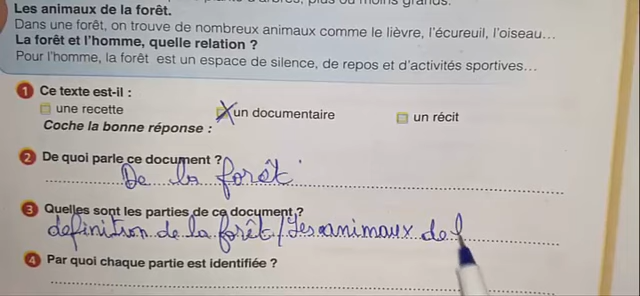 Les animaux de la forêt.
Dans une forêt, on trouve de nombreux animaux comme le lièvre, l'écureuil, l'oiseau...
La forêt et l'homme, quelle relation ?
Pour l'homme, la forêt est un espace de silence, de repos et d'activités sportives...
1 Ce texte est-il :
une recette un documentaire un récit
Coche la bonne réponse :
2 De quoi parle ce document ?
De la forêt
3 Quelles sont les parties de ce document ?
definition de la forêt / les animaux de l
4 Par quoi chaque partie est identifiée ?